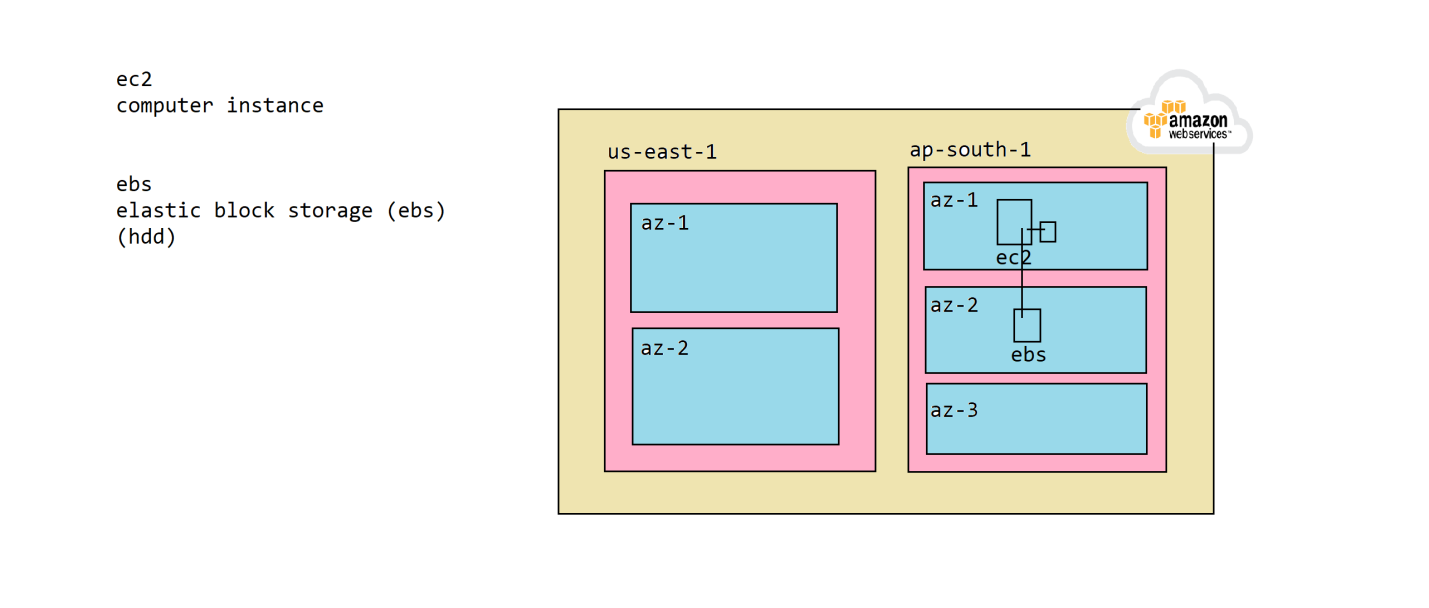 ec2
computer instance
ebs
elastic block storage (ebs)
(hdd)
us-east-1
az-1
az-2
ap-south-1
az-1
ec2
az-2
ebs
az-3
amazon
webservices™